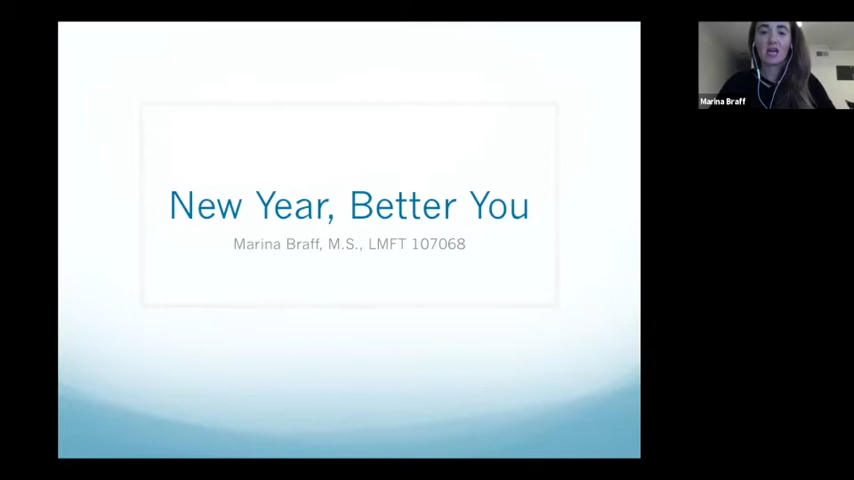 New Year, Better You
Marina Braff, M.S., LMFT 107068
Marina Braff